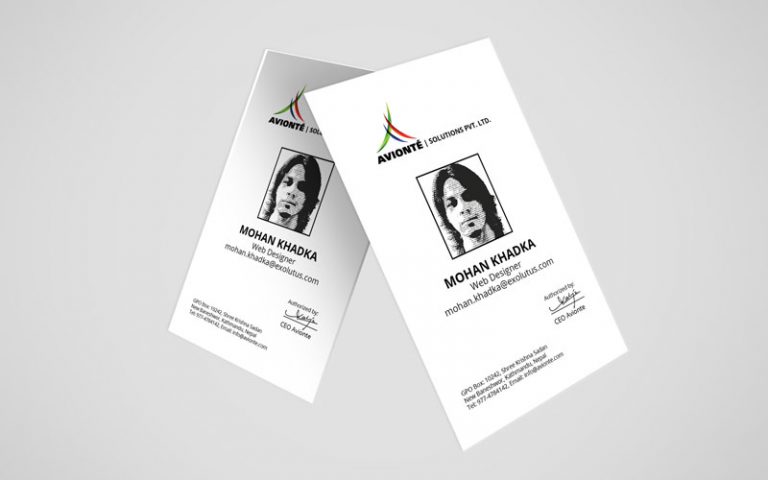 AVIONTÉ | SOLU
MOHAN KHADKA
Web Designer
mohan.khadka@exolutus.com
Authorized by:
CEO Avionte
GPO Box: 10242, Shree Krishna Sadan
New Baneshwor, Kathmandu, Nepal
Tel: 977-4784142, Email: info@avionte.com
AVIONTÉ | SOLUTIONS PVT. LTD.
MOHAN KHADKA
Web Designer
mohan.khadka@exolutus.com
Authorized by:
CEO Avionte
GPO Box: 10242, Shree Krishna Sadan
New Baneshwor, Kathmandu, Nepal
Tel: 977-4784142, Email: info@avionte.com